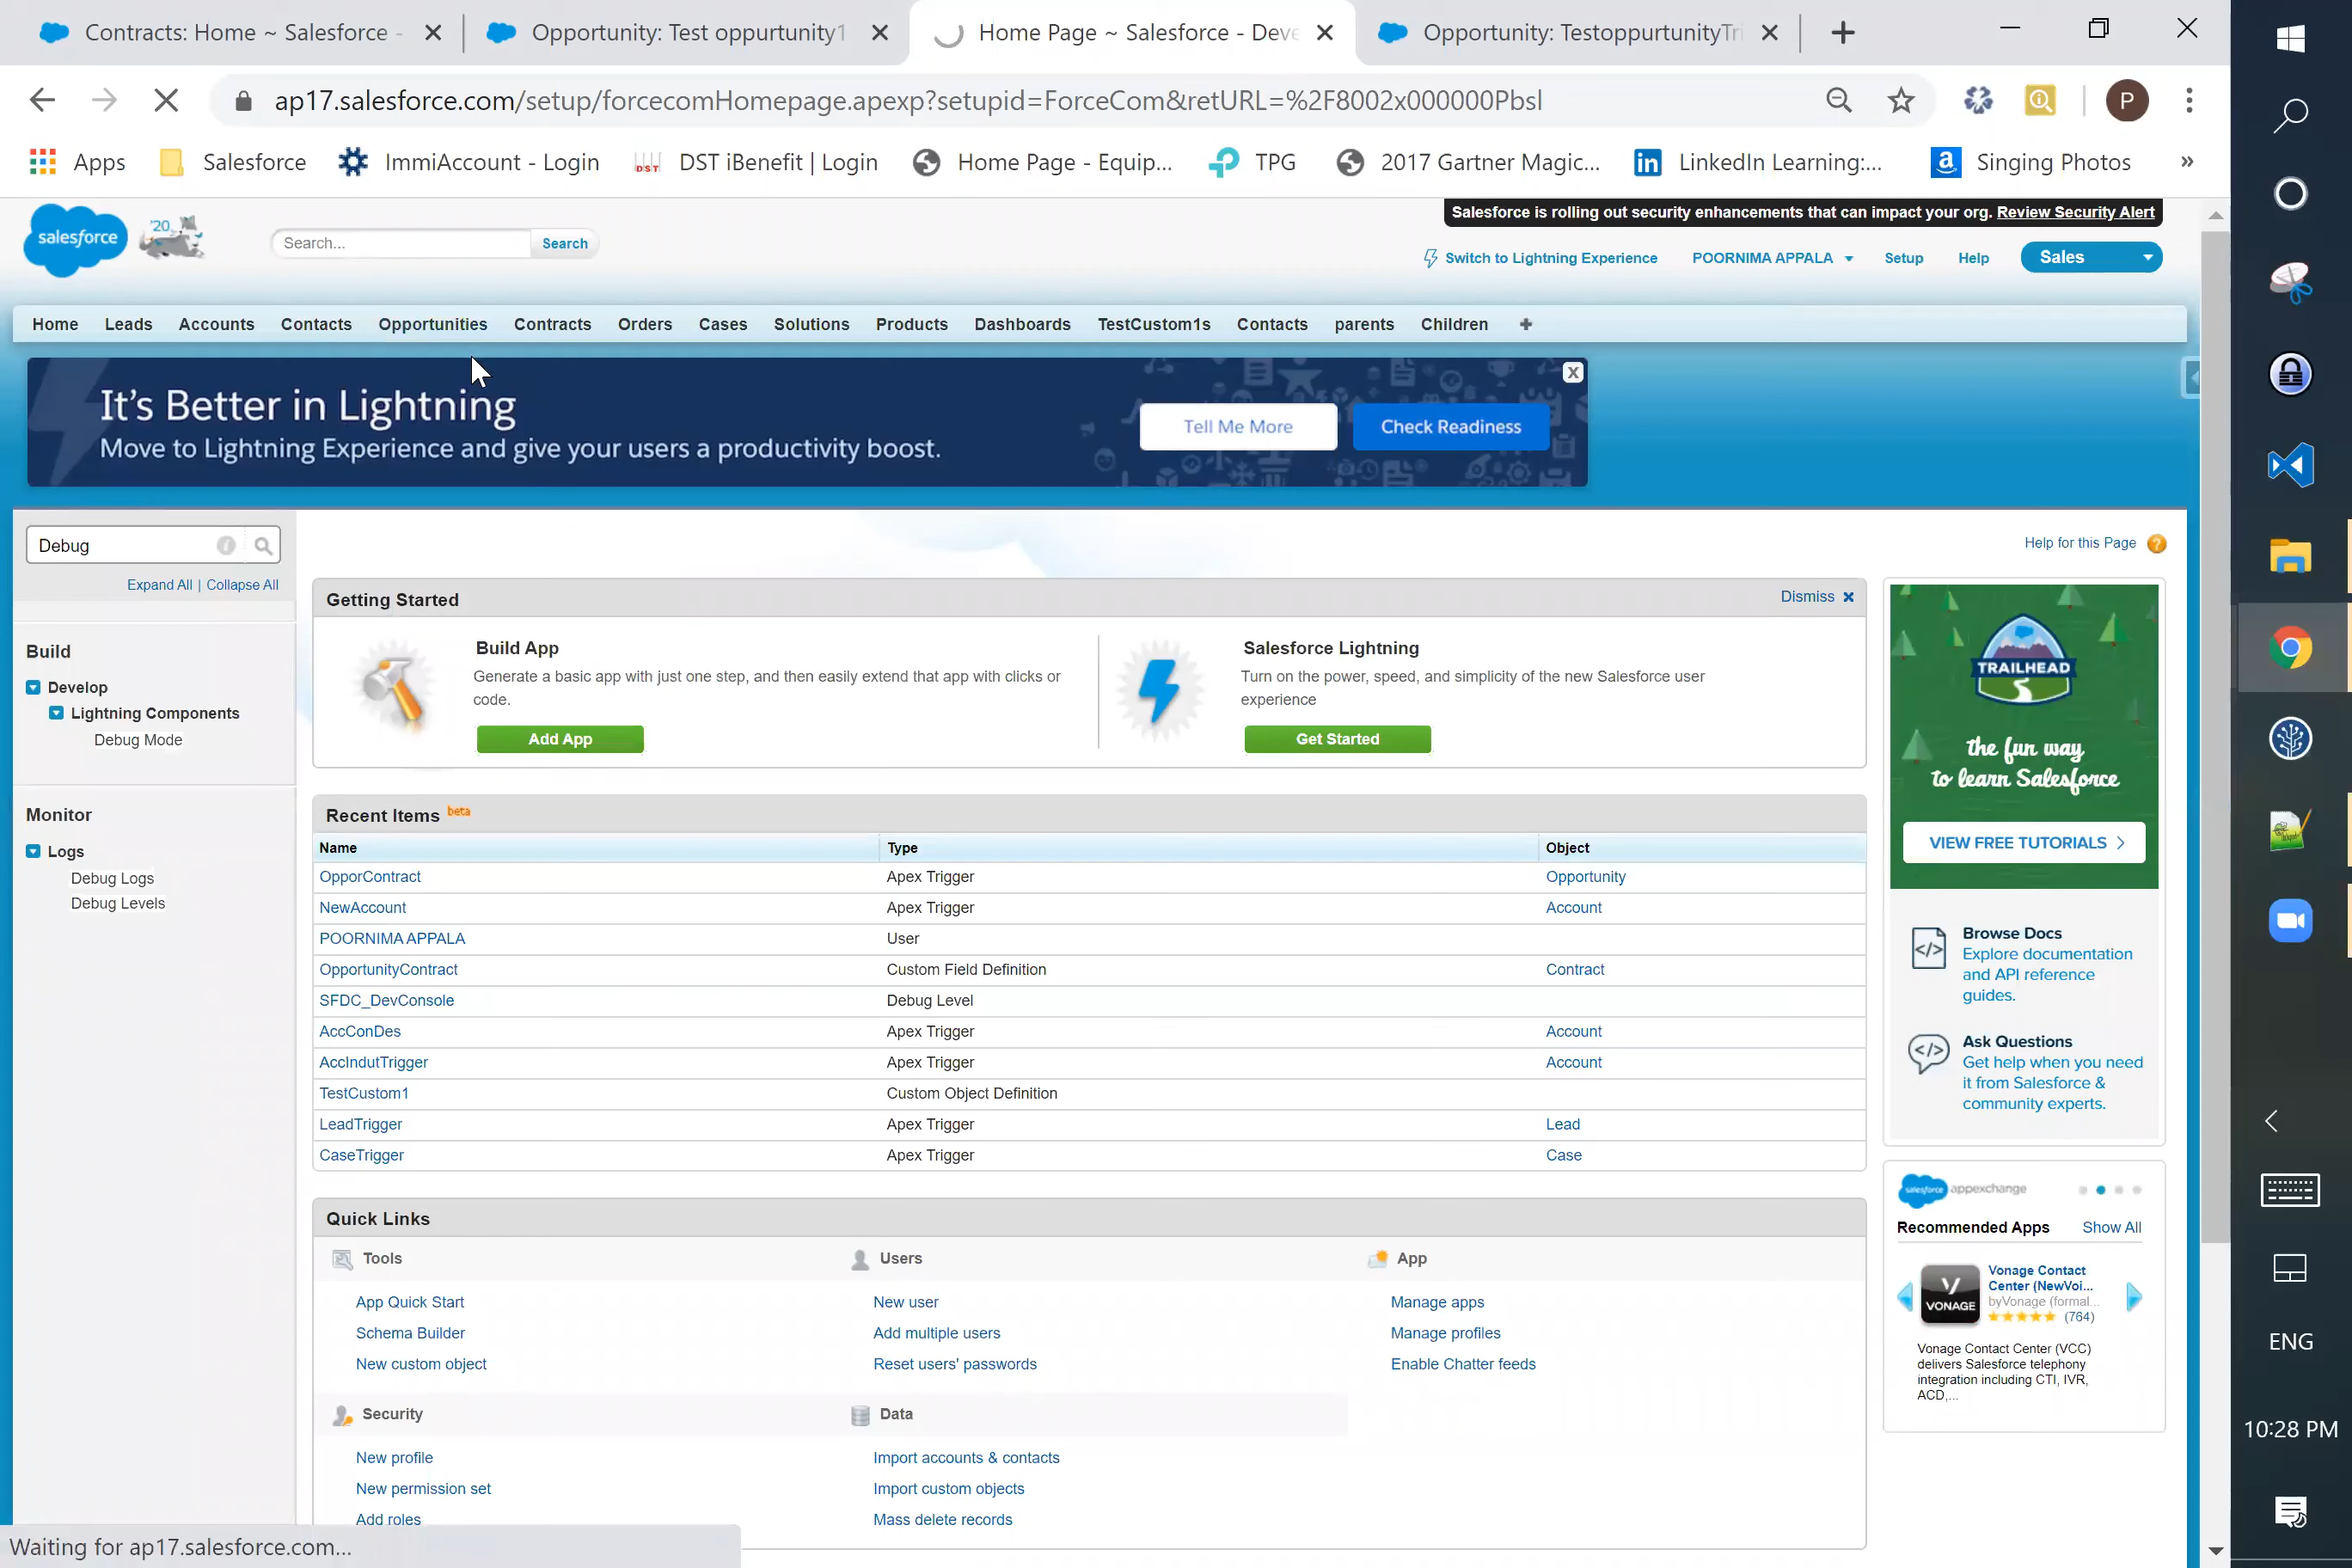 Contracts: Home ~ Salesforce -
Opportunity: Test oppurtunity1
Home Page ~ Salesforce - Deve
Opportunity: TestoppurtunityTri
ap17.salesforce.com/setup/forcecomHomepage.apexp?setupid=ForceCom&retURL=%2F8002x000000Pbsl
P
Apps
Salesforce
ImmiAccount - Login
DST
DST iBenefit | Login
Home Page - Equip...
TPG
2017 Gartner Magic...
in
LinkedIn Learning:...
a
Singing Photos
»
salesforce
'20
Search...
Search
Salesforce is rolling out security enhancements that can impact your org. Review Security Alert
Switch to Lightning Experience
POORNIMA APPALA
Setup
Help
Sales
Home
Leads
Accounts
Contacts
Opportunities
Contracts
Orders
Cases
Solutions
Products
Dashboards
TestCustom1s
Contacts
parents
Children
+
It's Better in Lightning
Move to Lightning Experience and give your users a productivity boost.
Tell Me More
Check Readiness
X
Debug
Expand All | Collapse All
Build
Develop
Lightning Components
Debug Mode
Monitor
Logs
Debug Logs
Debug Levels
Help for this Page
?
Getting Started
Dismiss
Build App
Generate a basic app with just one step, and then easily extend that app with clicks or
code.
Add App
Salesforce Lightning
Turn on the power, speed, and simplicity of the new Salesforce user
experience
Get Started
Recent Items beta
Name
Type
Object
OpporContract
Apex Trigger
Opportunity
NewAccount
Apex Trigger
Account
POORNIMA APPALA
User
OpportunityContract
Custom Field Definition
Contract
SFDC_DevConsole
Debug Level
AccConDes
Apex Trigger
Account
AccIndutTrigger
Apex Trigger
Account
TestCustom1
Custom Object Definition
LeadTrigger
Apex Trigger
Lead
CaseTrigger
Apex Trigger
Case
Quick Links
Tools
App Quick Start
Schema Builder
New custom object
Users
New user
Add multiple users
Reset users' passwords
App
Manage apps
Manage profiles
Enable Chatter feeds
Security
New profile
New permission set
Add roles
Data
Import accounts & contacts
Import custom objects
Mass delete records
TRAILHEAD
the fun way
to learn Salesforce
VIEW FREE TUTORIALS >
Browse Docs
Explore documentation
and API reference
guides.
Ask Questions
Get help when you need
it from Salesforce &
community experts.
salesforce appexchange
Recommended Apps
Show All
V
VONAGE
Vonage Contact
Center (NewVoi...
byVonage (formal...
(764)
Vonage Contact Center (VCC)
delivers Salesforce telephony
integration including CTI, IVR,
ACD,...
Waiting for ap17.salesforce.com...
ENG
10:28 PM